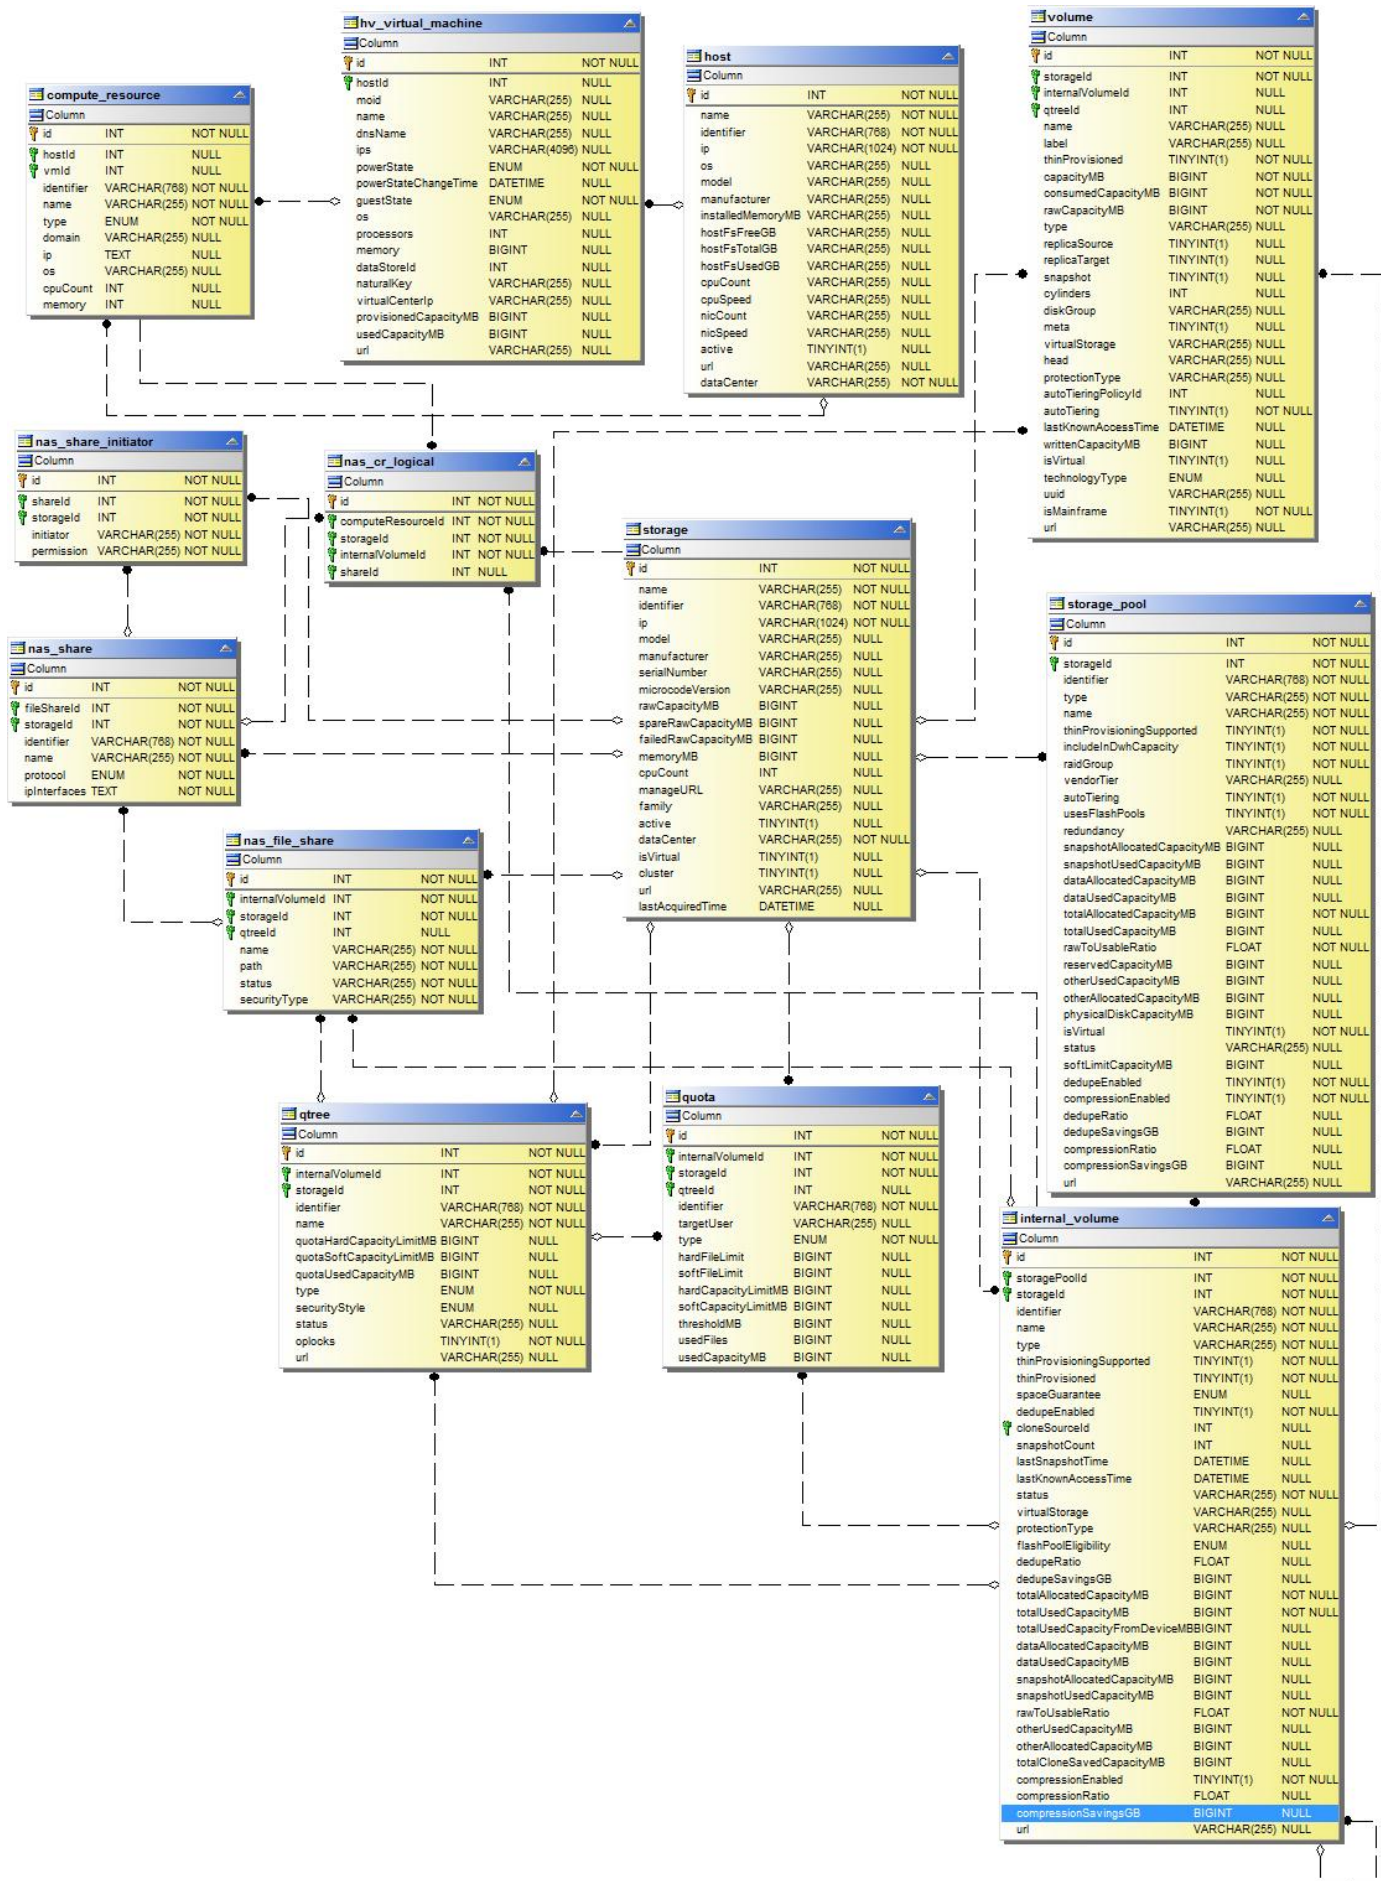 compute_resource
Column
id INT NOT NULL
hostId INT NULL
vmId INT NULL
identifier VARCHAR(768) NOT NULL
name VARCHAR(255) NOT NULL
type ENUM NOT NULL
domain VARCHAR(255) NULL
ip TEXT NULL
os VARCHAR(255) NULL
cpuCount INT NULL
memory INT NULL
hv_virtual_machine
Column
id INT NOT NULL
hostId INT NULL
moid VARCHAR(255) NULL
name VARCHAR(255) NULL
dnsName VARCHAR(255) NULL
ips VARCHAR(4096) NULL
powerState ENUM NOT NULL
powerStateChangeTime DATETIME NULL
guestState ENUM NOT NULL
os VARCHAR(255) NULL
processors INT NULL
memory BIGINT NULL
dataStoreId INT NULL
naturalKey VARCHAR(255) NULL
virtualCenterIp VARCHAR(255) NULL
provisionedCapacityMB BIGINT NULL
usedCapacityMB BIGINT NULL
url VARCHAR(255) NULL
host
Column
id INT NOT NULL
name VARCHAR(255) NOT NULL
identifier VARCHAR(768) NOT NULL
ip VARCHAR(1024) NOT NULL
os VARCHAR(255) NULL
model VARCHAR(255) NULL
manufacturer VARCHAR(255) NULL
installedMemoryMB VARCHAR(255) NULL
hostFsFreeGB VARCHAR(255) NULL
hostFsTotalGB VARCHAR(255) NULL
hostFsUsedGB VARCHAR(255) NULL
cpuCount VARCHAR(255) NULL
cpuSpeed VARCHAR(255) NULL
nicCount VARCHAR(255) NULL
nicSpeed VARCHAR(255) NULL
active TINYINT(1) NULL
url VARCHAR(255) NULL
dataCenter VARCHAR(255) NOT NULL
volume
Column
id INT NOT NULL
storageId INT NOT NULL
internalVolumeId INT NULL
qtreeId INT NULL
name VARCHAR(255) NULL
label VARCHAR(255) NULL
thinProvisioned TINYINT(1) NOT NULL
capacityMB BIGINT NOT NULL
consumedCapacityMB BIGINT NOT NULL
rawCapacityMB BIGINT NOT NULL
type VARCHAR(255) NULL
replicaSource TINYINT(1) NULL
replicaTarget TINYINT(1) NULL
snapshot TINYINT(1) NULL
cylinders INT NULL
diskGroup VARCHAR(255) NULL
meta TINYINT(1) NULL
virtualStorage VARCHAR(255) NULL
head VARCHAR(255) NULL
protectionType VARCHAR(255) NULL
autoTieringPolicyId INT NULL
autoTiering TINYINT(1) NOT NULL
lastKnownAccessTime DATETIME NULL
writtenCapacityMB BIGINT NULL
isVirtual TINYINT(1) NULL
technologyType ENUM NULL
uuid VARCHAR(255) NULL
isMainframe TINYINT(1) NOT NULL
url VARCHAR(255) NULL
nas_share_initiator
Column
id INT NOT NULL
shareId INT NOT NULL
storageId INT NOT NULL
initiator VARCHAR(255) NOT NULL
permission VARCHAR(255) NOT NULL
nas_cr_logical
Column
id INT NOT NULL
computeResourceId INT NOT NULL
storageId INT NOT NULL
internalVolumeId INT NOT NULL
shareId INT NULL
storage
Column
id INT NOT NULL
name VARCHAR(255) NOT NULL
identifier VARCHAR(768) NOT NULL
ip VARCHAR(1024) NOT NULL
model VARCHAR(255) NULL
manufacturer VARCHAR(255) NULL
serialNumber VARCHAR(255) NULL
microcodeVersion VARCHAR(255) NULL
rawCapacityMB BIGINT NULL
spareRawCapacityMB BIGINT NULL
failedRawCapacityMB BIGINT NULL
memoryMB BIGINT NULL
cpuCount INT NULL
manageURL VARCHAR(255) NULL
family VARCHAR(255) NULL
active TINYINT(1) NULL
dataCenter VARCHAR(255) NOT NULL
isVirtual TINYINT(1) NULL
cluster TINYINT(1) NULL
url VARCHAR(255) NULL
lastAcquiredTime DATETIME NULL
storage_pool
Column
id INT NOT NULL
storageId INT NOT NULL
identifier VARCHAR(768) NOT NULL
type VARCHAR(255) NOT NULL
name VARCHAR(255) NOT NULL
thinProvisioningSupported TINYINT(1) NOT NULL
includeInDwhCapacity TINYINT(1) NOT NULL
raidGroup TINYINT(1) NOT NULL
vendorTier VARCHAR(255) NULL
autoTiering TINYINT(1) NOT NULL
usesFlashPools TINYINT(1) NOT NULL
redundancy VARCHAR(255) NULL
snapshotAllocatedCapacityMB BIGINT NULL
snapshotUsedCapacityMB BIGINT NULL
dataAllocatedCapacityMB BIGINT NULL
dataUsedCapacityMB BIGINT NULL
totalAllocatedCapacityMB BIGINT NOT NULL
totalUsedCapacityMB BIGINT NULL
rawToUsableRatio FLOAT NOT NULL
reservedCapacityMB BIGINT NULL
otherUsedCapacityMB BIGINT NULL
otherAllocatedCapacityMB BIGINT NULL
physicalDiskCapacityMB BIGINT NULL
isVirtual TINYINT(1) NOT NULL
status VARCHAR(255) NULL
softLimitCapacityMB BIGINT NULL
dedupeEnabled TINYINT(1) NOT NULL
compressionEnabled TINYINT(1) NOT NULL
dedupeRatio FLOAT NULL
dedupeSavingsGB BIGINT NULL
compressionRatio FLOAT NULL
compressionSavingsGB BIGINT NULL
url VARCHAR(255) NULL
nas_share
Column
id INT NOT NULL
fileShareId INT NOT NULL
storageId INT NOT NULL
identifier VARCHAR(768) NOT NULL
name VARCHAR(255) NOT NULL
protocol ENUM NOT NULL
ipInterfaces TEXT NOT NULL
nas_file_share
Column
id INT NOT NULL
internalVolumeId INT NOT NULL
storageId INT NOT NULL
qtreeId INT NULL
name VARCHAR(255) NOT NULL
path VARCHAR(255) NOT NULL
status VARCHAR(255) NOT NULL
securityType VARCHAR(255) NOT NULL
qtree
Column
id INT NOT NULL
internalVolumeId INT NOT NULL
storageId INT NOT NULL
identifier VARCHAR(768) NOT NULL
name VARCHAR(255) NOT NULL
quotaHardCapacityLimitMB BIGINT NULL
quotaSoftCapacityLimitMB BIGINT NULL
quotaUsedCapacityMB BIGINT NULL
type ENUM NOT NULL
securityStyle ENUM NULL
status VARCHAR(255) NULL
oplocks TINYINT(1) NOT NULL
url VARCHAR(255) NULL
quota
Column
id INT NOT NULL
internalVolumeId INT NOT NULL
storageId INT NOT NULL
qtreeId INT NULL
identifier VARCHAR(768) NOT NULL
targetUser VARCHAR(255) NULL
type ENUM NOT NULL
hardFileLimit BIGINT NULL
softFileLimit BIGINT NULL
hardCapacityLimitMB BIGINT NULL
softCapacityLimitMB BIGINT NULL
thresholdMB BIGINT NULL
usedFiles BIGINT NULL
usedCapacityMB BIGINT NULL
internal_volume
Column
id INT NOT NULL
storagePoolId INT NOT NULL
storageId INT NOT NULL
identifier VARCHAR(768) NOT NULL
name VARCHAR(255) NOT NULL
type VARCHAR(255) NOT NULL
thinProvisioningSupported TINYINT(1) NOT NULL
thinProvisioned TINYINT(1) NOT NULL
spaceGuarantee ENUM NULL
dedupeEnabled TINYINT(1) NOT NULL
cloneSourceId INT NULL
snapshotCount INT NULL
lastSnapshotTime DATETIME NULL
lastKnownAccessTime DATETIME NULL
status VARCHAR(255) NOT NULL
virtualStorage VARCHAR(255) NULL
protectionType VARCHAR(255) NULL
flashPoolEligibility ENUM NULL
dedupeRatio FLOAT NULL
dedupeSavingsGB BIGINT NULL
totalAllocatedCapacityMB BIGINT NOT NULL
totalUsedCapacityMB BIGINT NOT NULL
totalUsedCapacityFromDeviceMB BIGINT NULL
dataAllocatedCapacityMB BIGINT NULL
dataUsedCapacityMB BIGINT NULL
snapshotAllocatedCapacityMB BIGINT NULL
snapshotUsedCapacityMB BIGINT NULL
rawToUsableRatio FLOAT NOT NULL
otherUsedCapacityMB BIGINT NULL
otherAllocatedCapacityMB BIGINT NULL
totalCloneSavedCapacityMB BIGINT NULL
compressionEnabled TINYINT(1) NOT NULL
compressionRatio FLOAT NULL
compressionSavingsGB BIGINT NULL
url VARCHAR(255) NULL